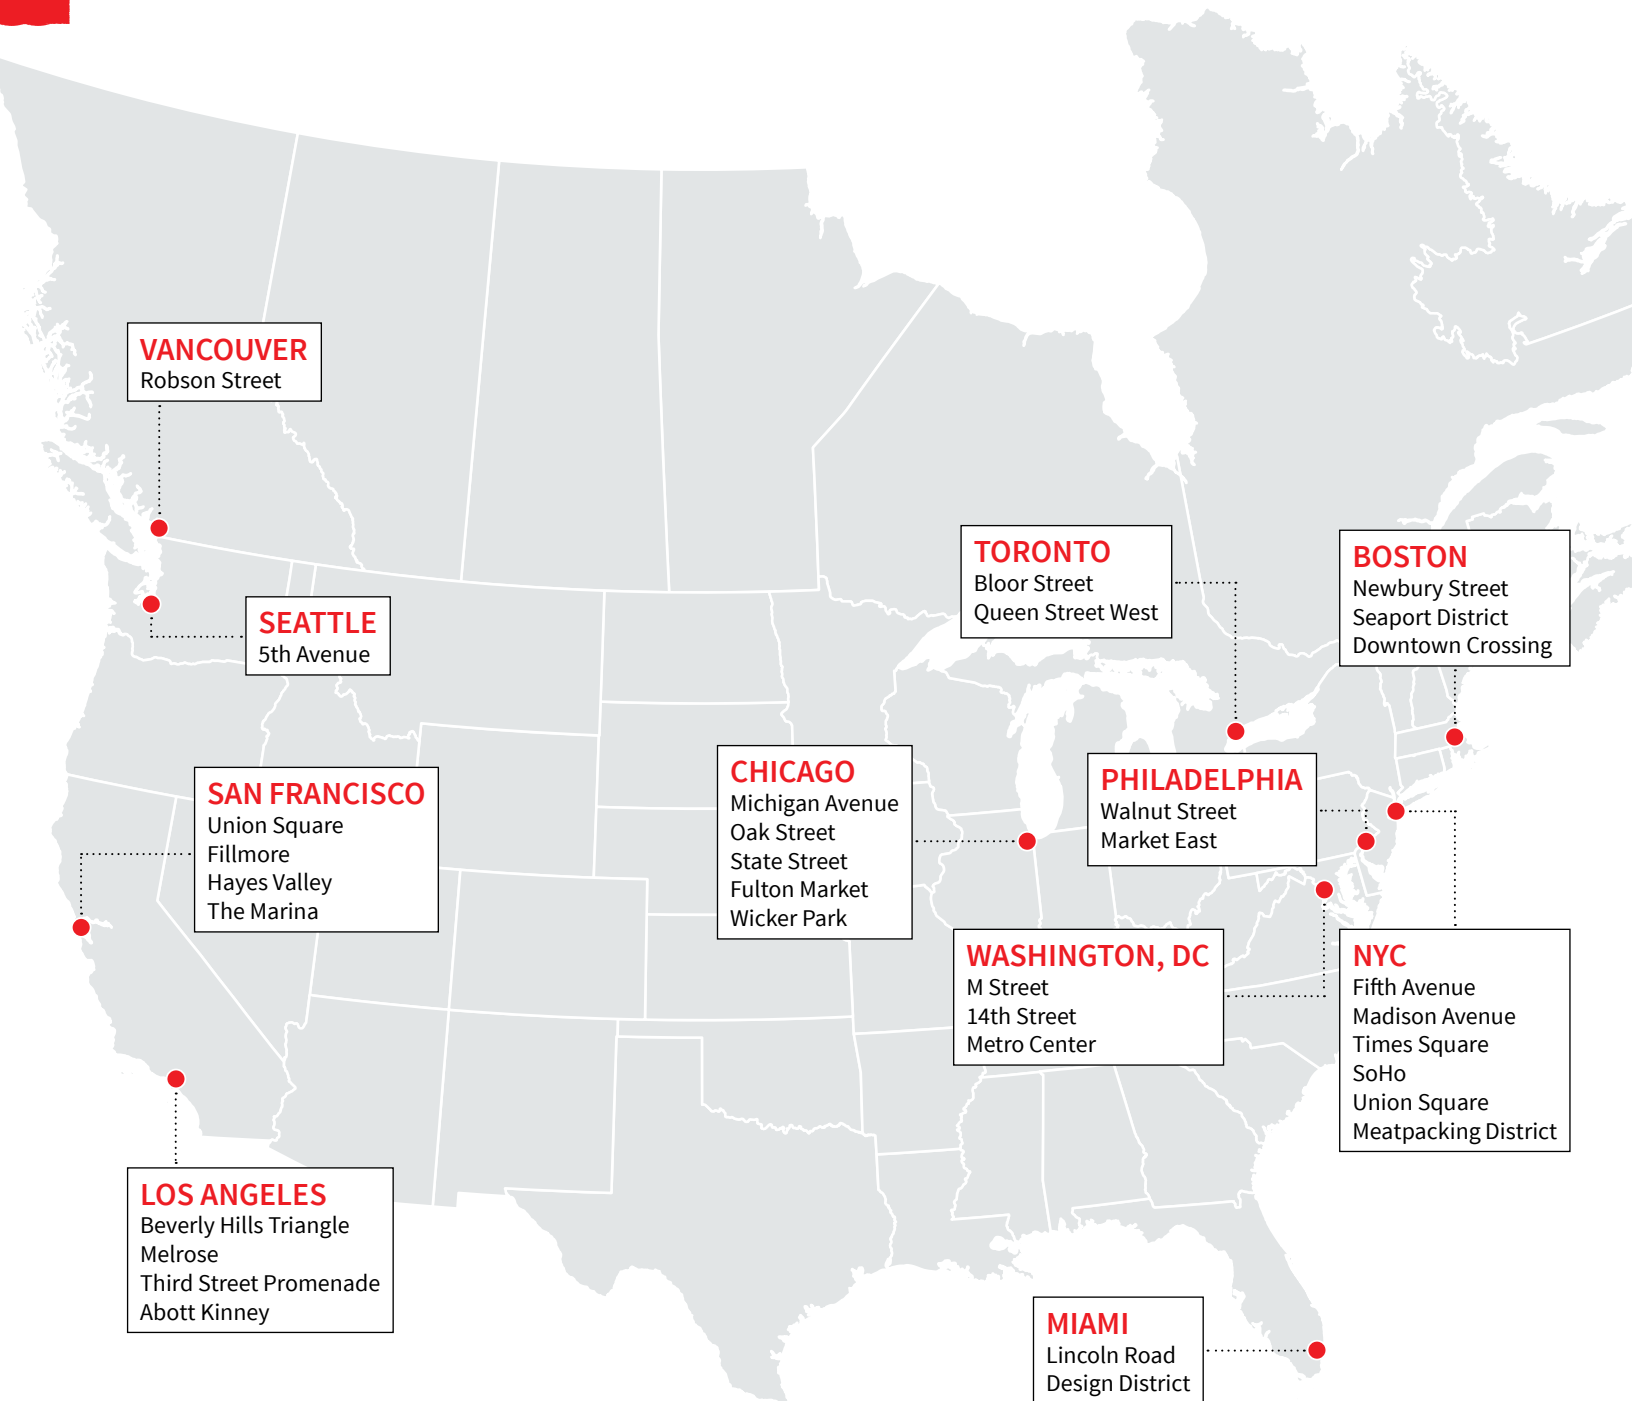 VANCOUVER
Robson Street
SEATTLE
5th Avenue
TORONTO
Bloor Street
Queen Street West
BOSTON
Newbury Street
Seaport District
Downtown Crossing
SAN FRANCISCO
Union Square
Fillmore
Hayes Valley
The Marina
CHICAGO
Michigan Avenue
Oak Street
State Street
Fulton Market
Wicker Park
PHILADELPHIA
Walnut Street
Market East
WASHINGTON, DC
M Street
14th Street
Metro Center
NYC
Fifth Avenue
Madison Avenue
Times Square
SoHo
Union Square
Meatpacking District
LOS ANGELES
Beverly Hills Triangle
Melrose
Third Street Promenade
Abott Kinney
MIAMI
Lincoln Road
Design District